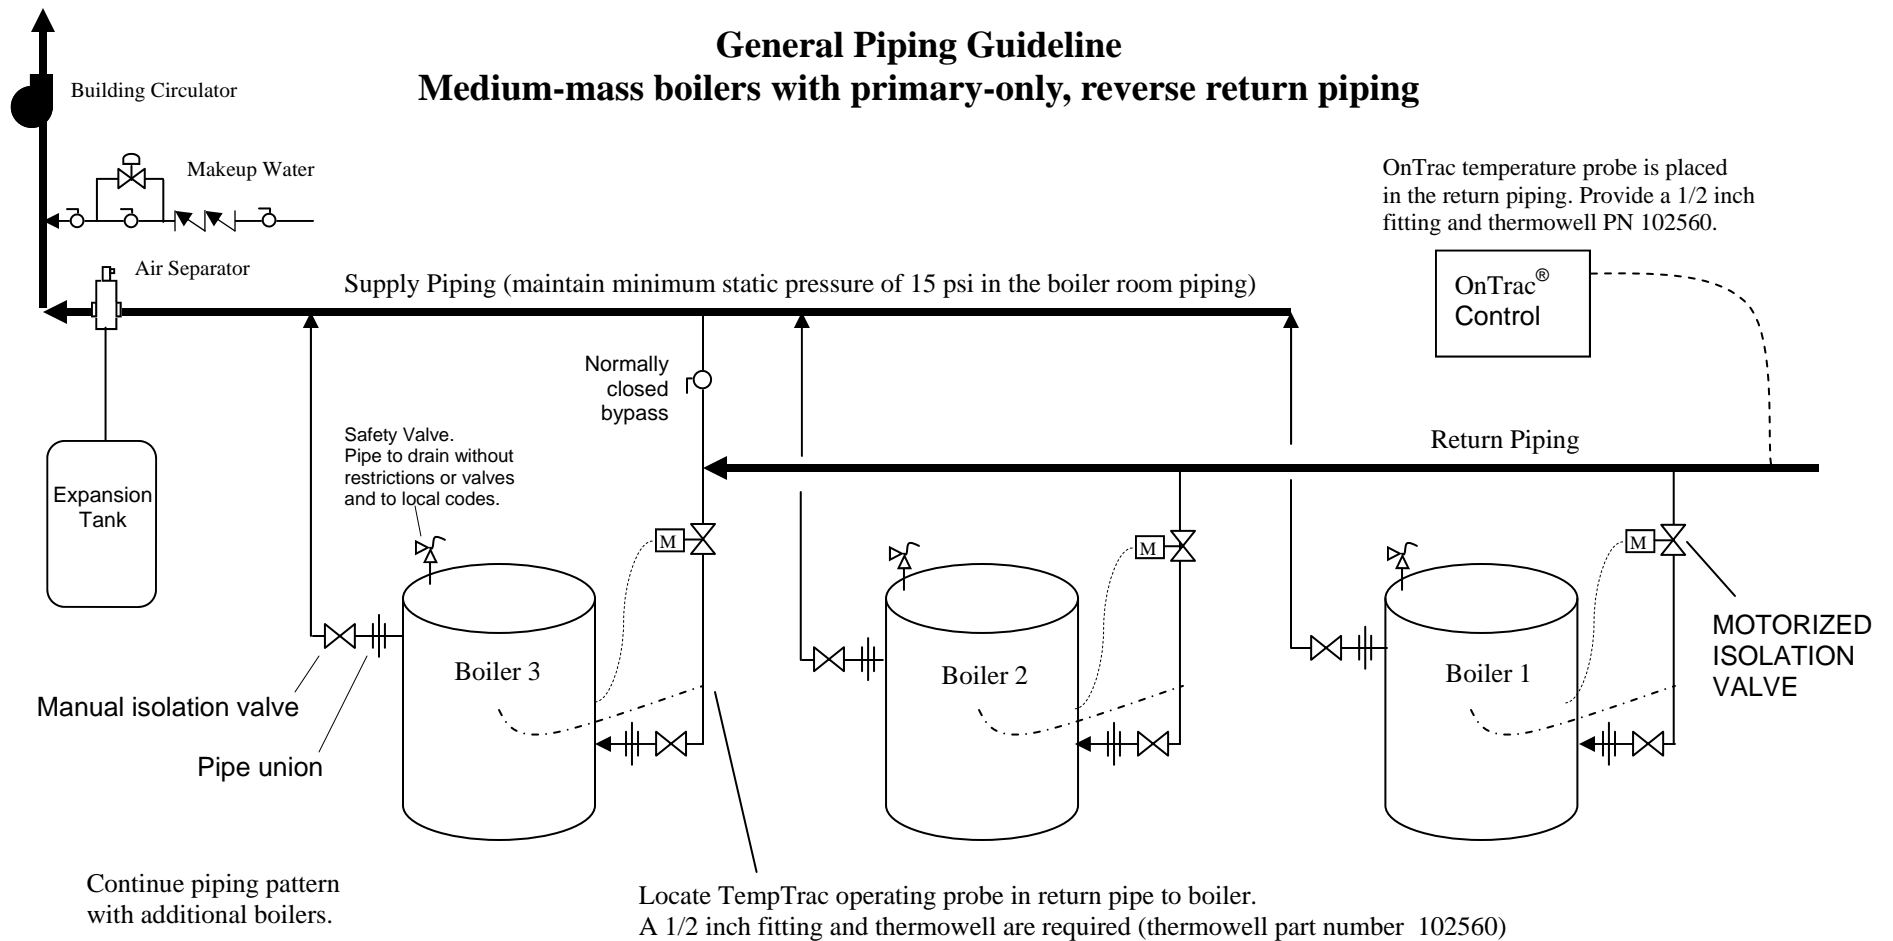 General Piping Guideline
Medium-mass boilers with primary-only, reverse return piping
Building Circulator
Makeup Water
OnTrac temperature probe is placed
in the return piping. Provide a 1/2 inch
fitting and thermowell PN 102560.
Air Separator
Supply Piping (maintain minimum static pressure of 15 psi in the boiler room piping)
OnTrac®
Control
Normally
closed
bypass
Safety Valve.
Pipe to drain without
restrictions or valves
and to local codes.
Return Piping
Expansion
Tank
M
M
M
MOTORIZED
ISOLATION
VALVE
Boiler 3
Boiler 2
Boiler 1
Manual isolation valve
Pipe union
Continue piping pattern
with additional boilers.
Locate TempTrac operating probe in return pipe to boiler.
A 1/2 inch fitting and thermowell are required (thermowell part number  102560)